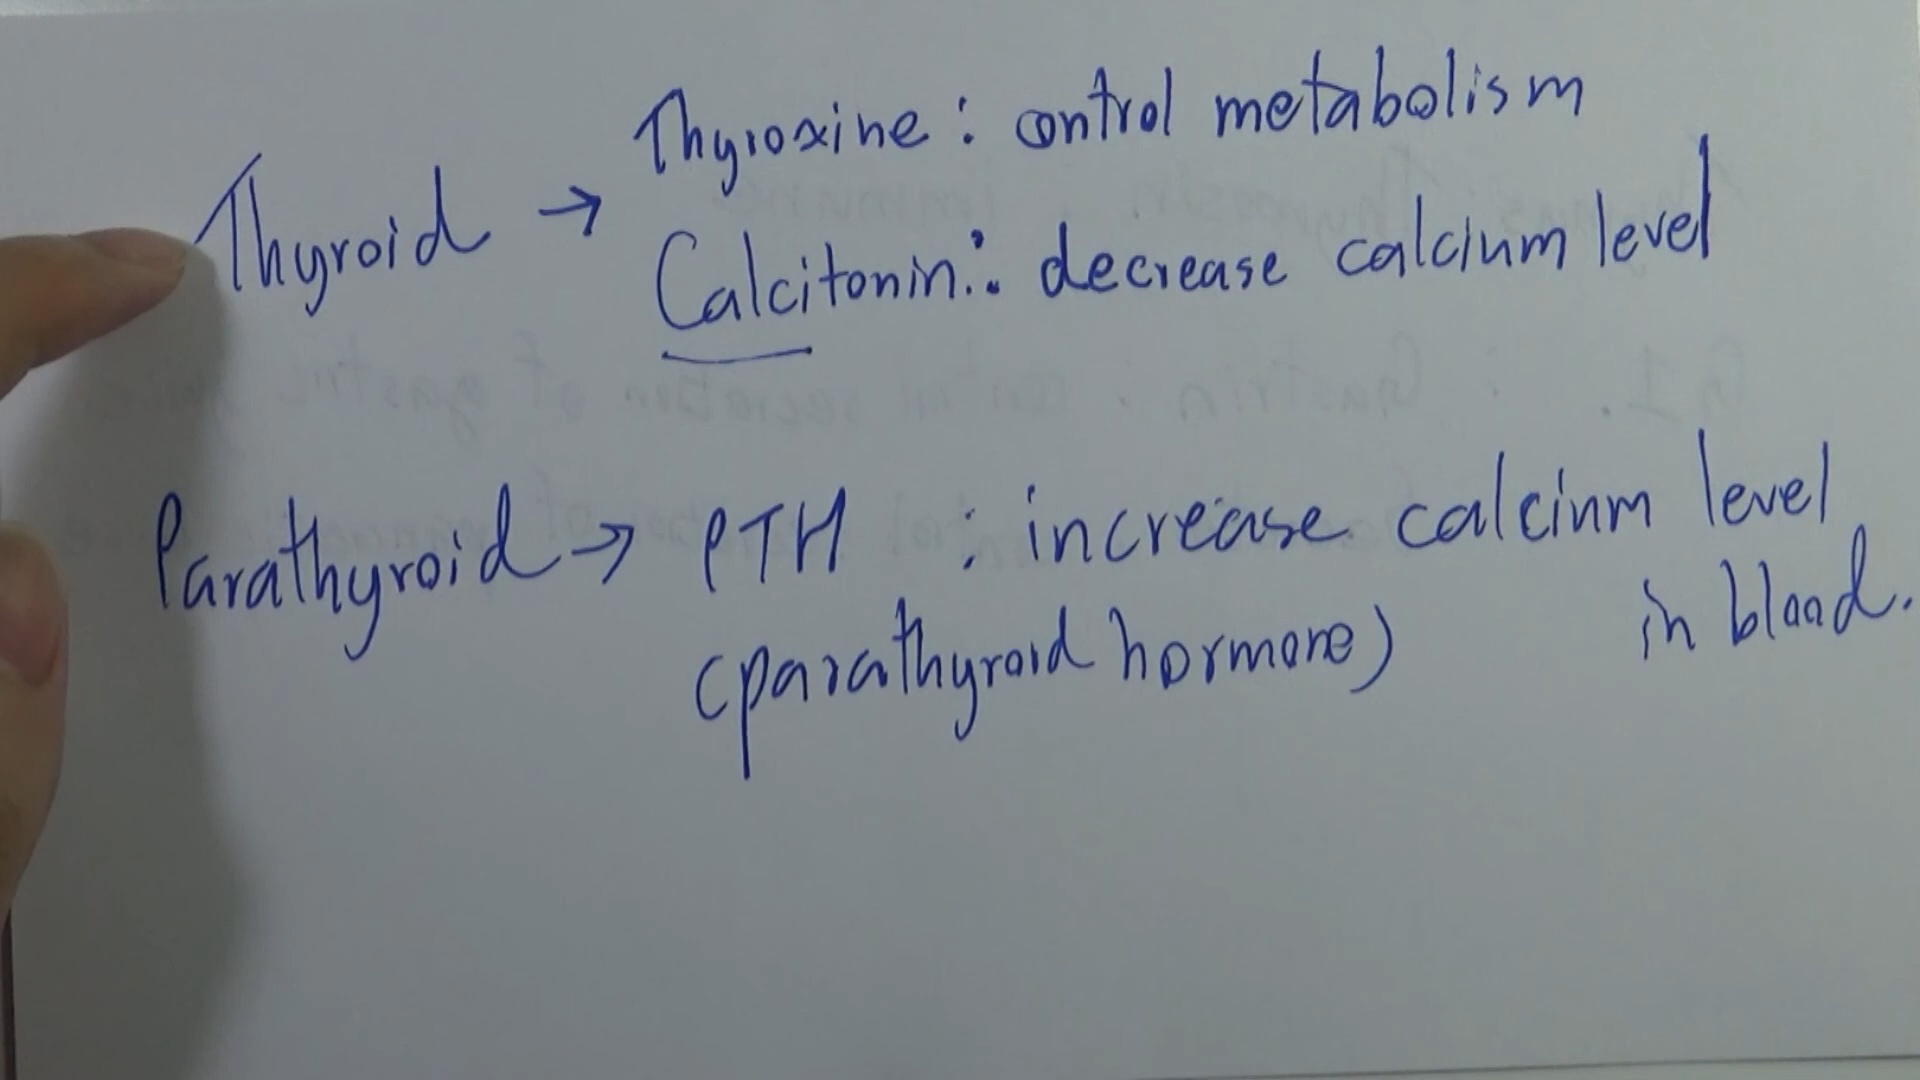 Thyroid → Thyroxine : control metabolism
Calcitonin : decrease calcium level
Parathyroid → PTH : increase calcium level
(parathyroid hormone) in blood.